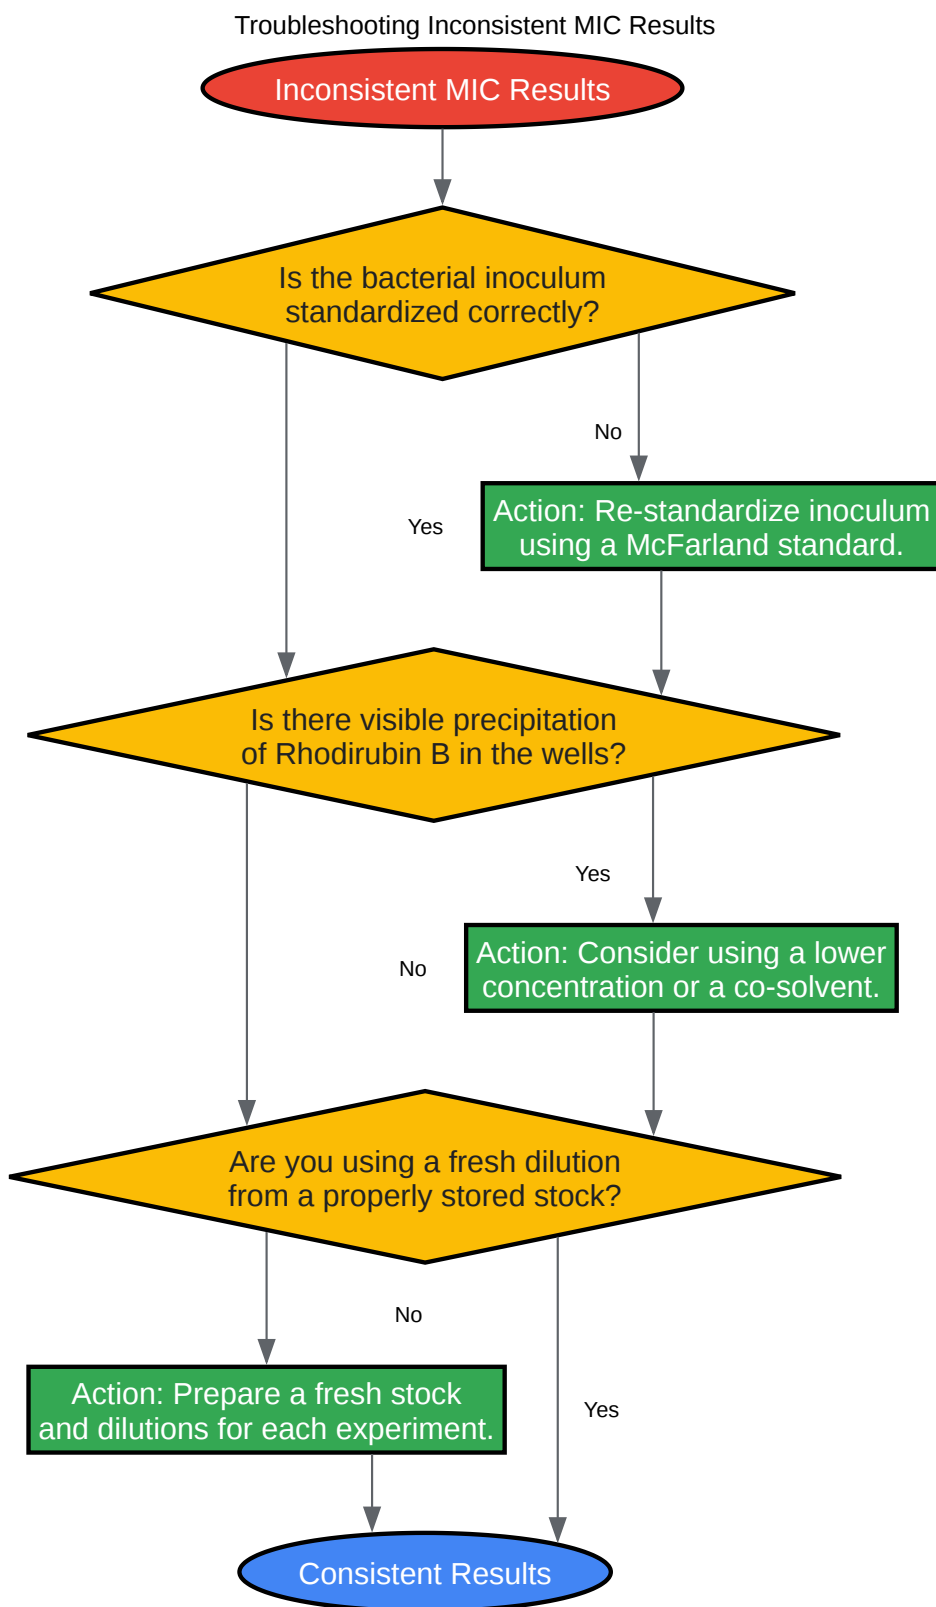 Troubleshooting Inconsistent MIC Results
Inconsistent MIC Results
Is the bacterial inoculum
standardized correctly?
No
Action: Re-standardize inoculum
using a McFarland standard.
Yes
Is there visible precipitation
of Rhodirubin B in the wells?
Yes
Action: Consider using a lower
concentration or a co-solvent.
No
Are you using a fresh dilution
from a properly stored stock?
No
Action: Prepare a fresh stock
and dilutions for each experiment.
Yes
Consistent Results